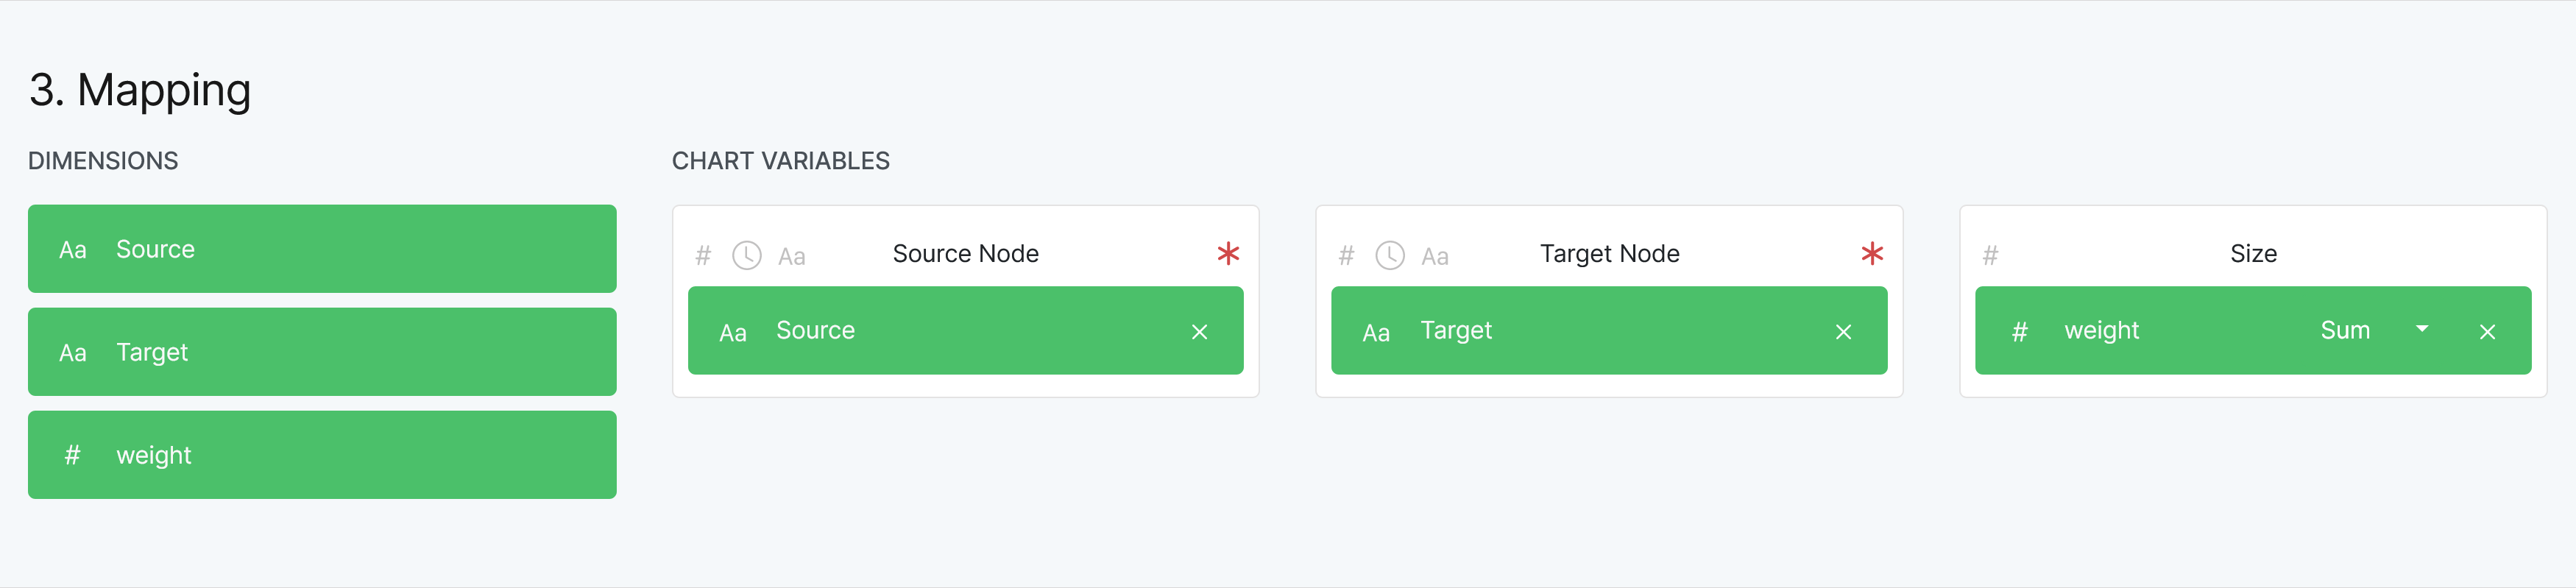 3. Mapping
DIMENSIONS
Aa Source
Aa Target
# weight
CHART VARIABLES
# Aa Source Node *
Aa Source ×
# Aa Target Node *
Aa Target ×
# Size
# weight Sum ×